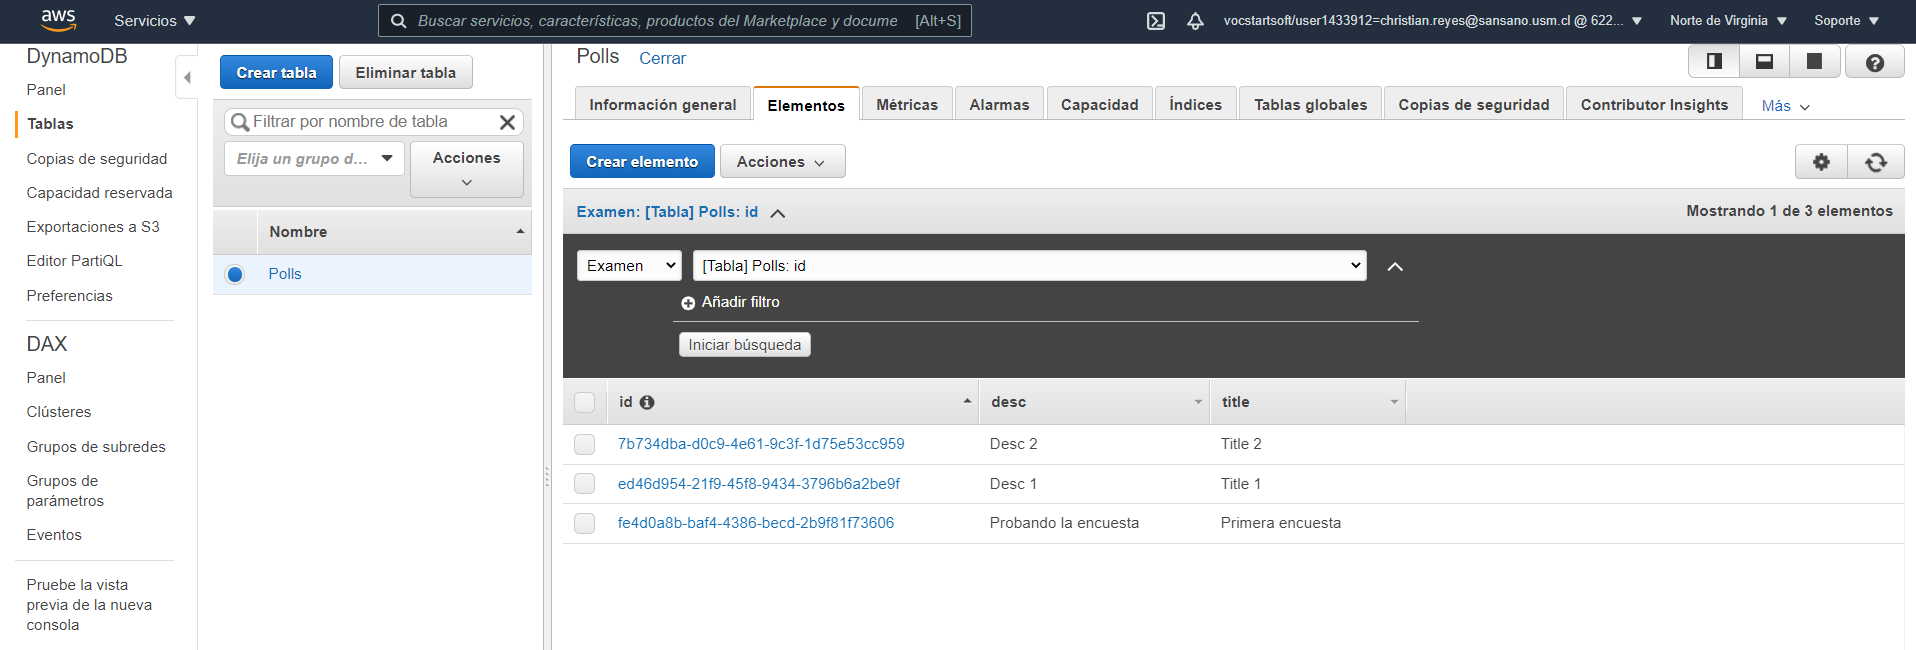 aws
Servicios
Buscar servicios, características, productos del Marketplace y docume [Alt+S]
vocstartsoft/user1433912=christian.reyes@sansano.usm.cl @ 622...
Norte de Virginia
Soporte
DynamoDB
Panel
Tablas
Copias de seguridad
Capacidad reservada
Exportaciones a S3
Editor PartiQL
Preferencias
DAX
Panel
Clústeres
Grupos de subredes
Grupos de
parámetros
Eventos
Pruebe la vista
previa de la nueva
consola
Crear tabla
Eliminar tabla
Filtrar por nombre de tabla
Elija un grupo d...
Acciones
Nombre
Polls
Polls Cerrar
Información general
Elementos
Métricas
Alarmas
Capacidad
Índices
Tablas globales
Copias de seguridad
Contributor Insights
Más
Crear elemento
Acciones
Examen: [Tabla] Polls: id
Mostrando 1 de 3 elementos
Examen
[Tabla] Polls: id
Añadir filtro
Iniciar búsqueda
id desc title
7b734dba-d0c9-4e61-9c3f-1d75e53cc959 Desc 2 Title 2
ed46d954-21f9-45f8-9434-3796b6a2be9f Desc 1 Title 1
fe4d0a8b-baf4-4386-becd-2b9f81f73606 Probando la encuesta Primera encuesta